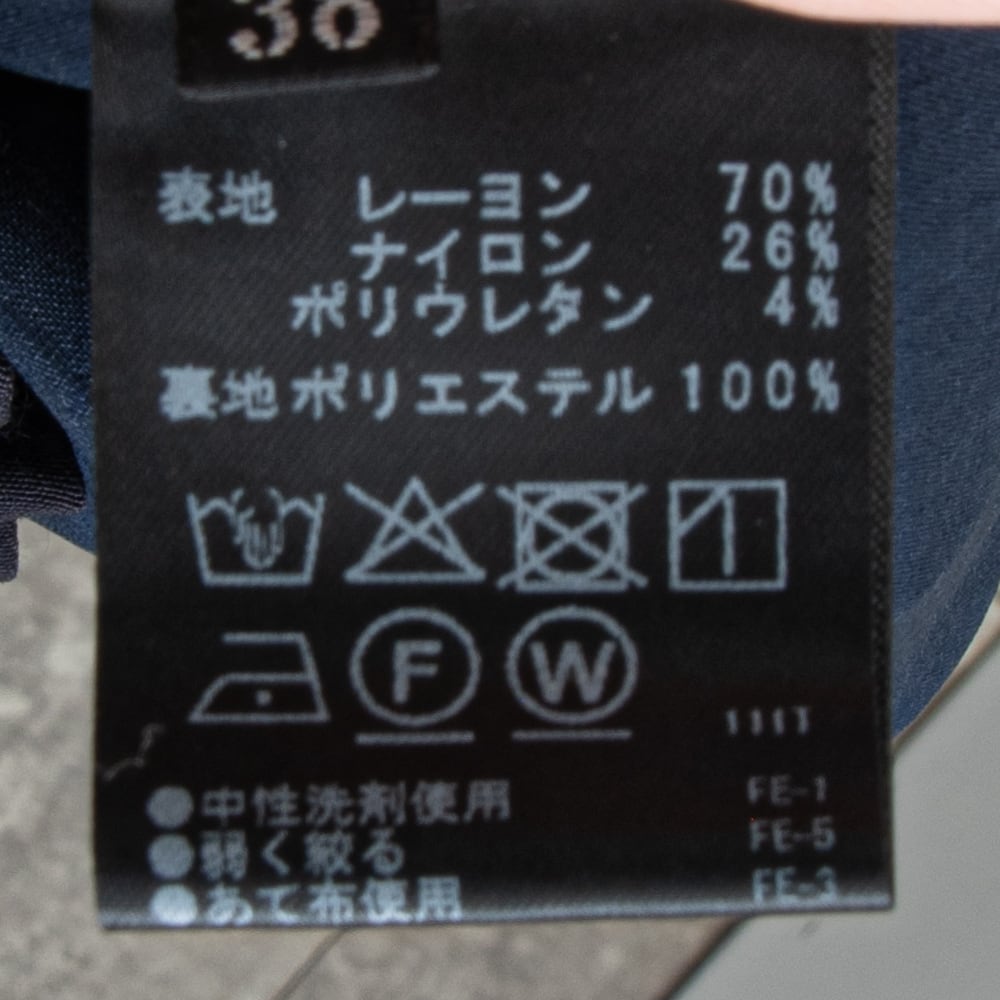 38
表地 レーヨン 70%
ナイロン 26%
ポリウレタン 4%
裏地 ポリエステル 100%
F W
111T
●中性洗剤使用 FE-1
●弱く絞る FE-5
●あて布使用 FE-3